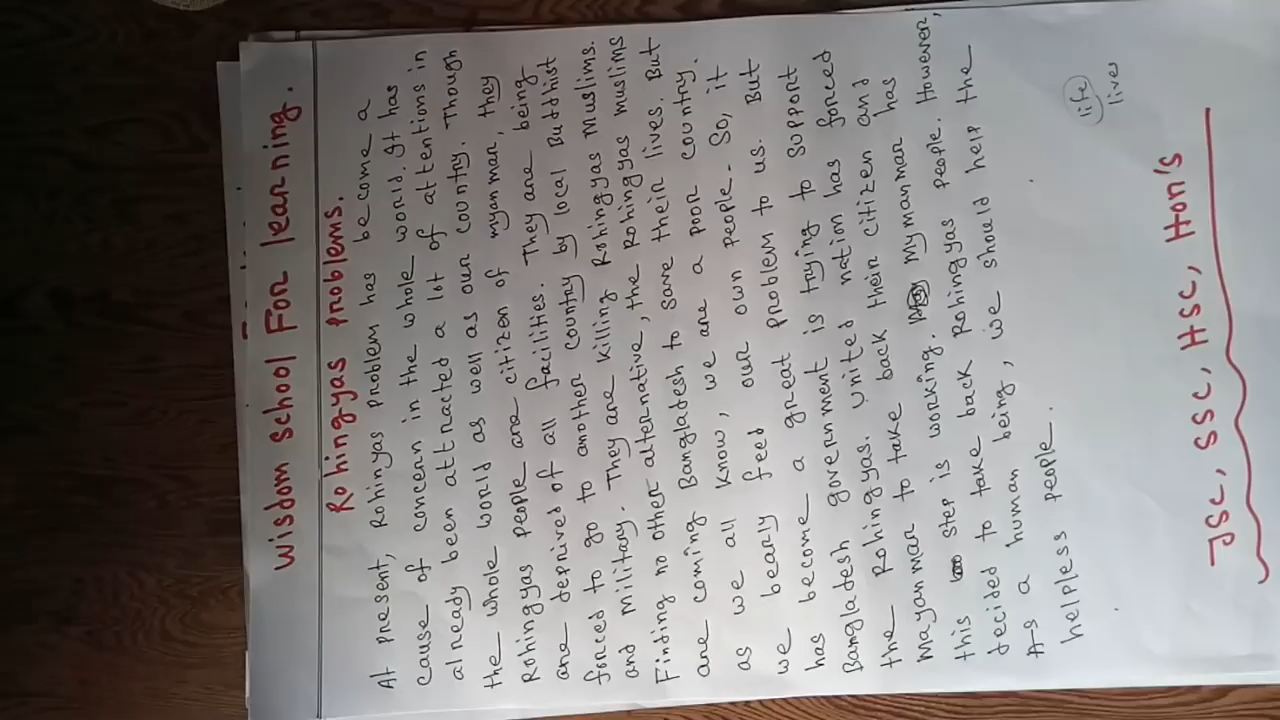 Wisdom school For learning.
Rohingyas problems.
At present, Rohinyas problem has become a
cause of concern in the whole world. It has
already been attracted a lot of attentions in
the whole world as well as our country. Though
Rohingyas people are citizen of myanmar, they
are deprived of all facilities. They are being
forced to go to another country by local Buddhist
and military. They are killing Rohingyas Muslims.
Finding no other alternative, the Rohingyas muslims
are coming Bangladesh to save their lives. But
as we all know, we are a poor country.
we bearly feed our own people. So, it
has become a great problem to us. But
Bangladesh government is trying to support
the Rohingyas. united nation has forced
Mayanmar to take back their citizen and
this step is working. Mymanmar has
decided to take back Rohingyas people. However,
As a human being, we should help the
helpless people.
life
lives
JSC, SSC, HSC, Hon's